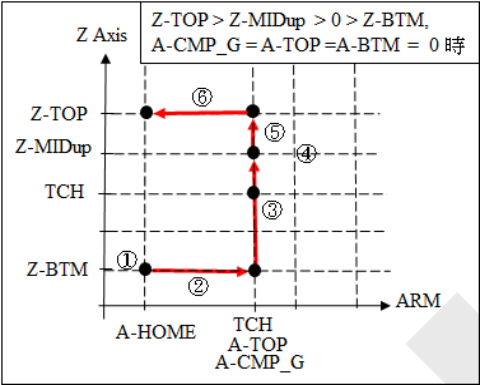 Z-TOP > Z-MIDup > 0 > Z-BTM,
A-CMP_G = A-TOP =A-BTM = 0 時
Z Axis
⑥
Z-TOP
⑤
Z-MIDup
④
TCH
③
①
Z-BTM
②
ARM
A-HOME
TCH
A-TOP
A-CMP_G